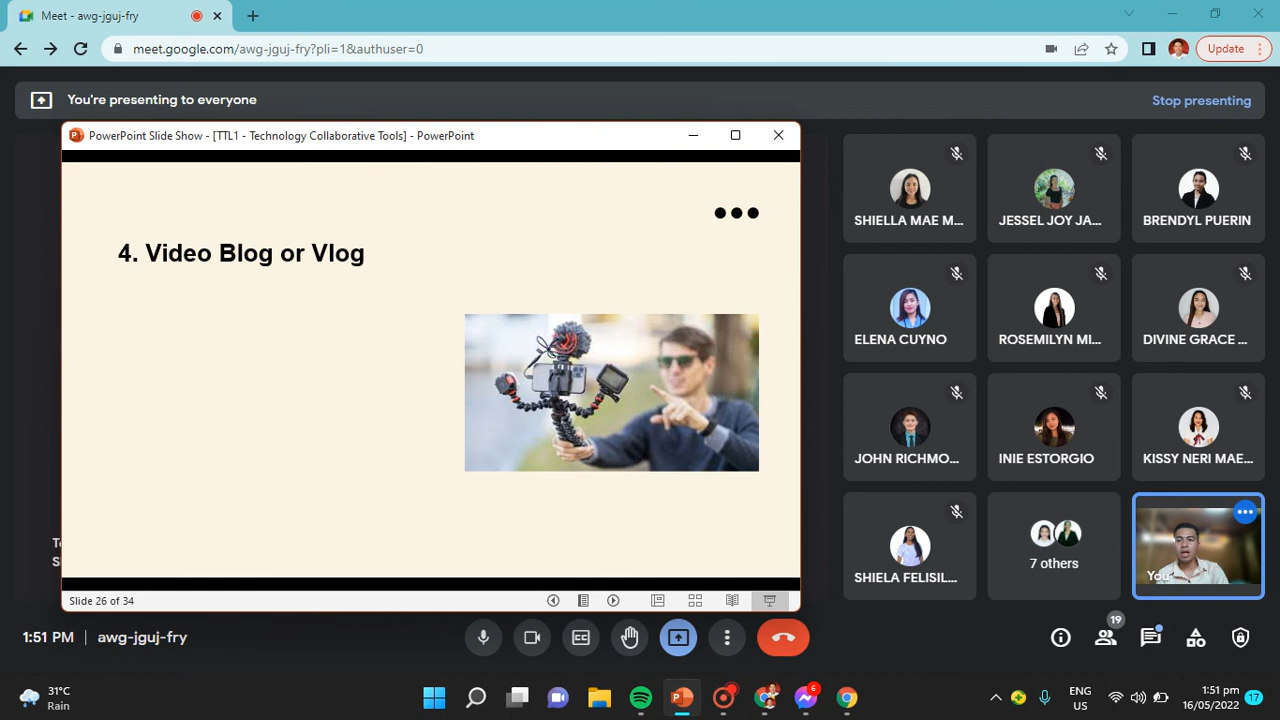 Meet - awg-jguj-fry
meet.google.com/awg-jguj-fry?pli=1&authuser=0
Update
You're presenting to everyone
Stop presenting
PowerPoint Slide Show - [TTL1 - Technology Collaborative Tools] - PowerPoint
4. Video Blog or Vlog
Slide 26 of 34
SHIELLA MAE M...
JESSEL JOY JA...
BRENDYL PUERIN
ELENA CUYNO
ROSEMILYN MI...
DIVINE GRACE ...
JOHN RICHMO...
INIE ESTORGIO
KISSY NERI MAE...
SHIELA FELISIL...
7 others
You
1:51 PM
awg-jguj-fry
CC
19
31°C
Rain
6
ENG
US
1:51 pm
16/05/2022
17